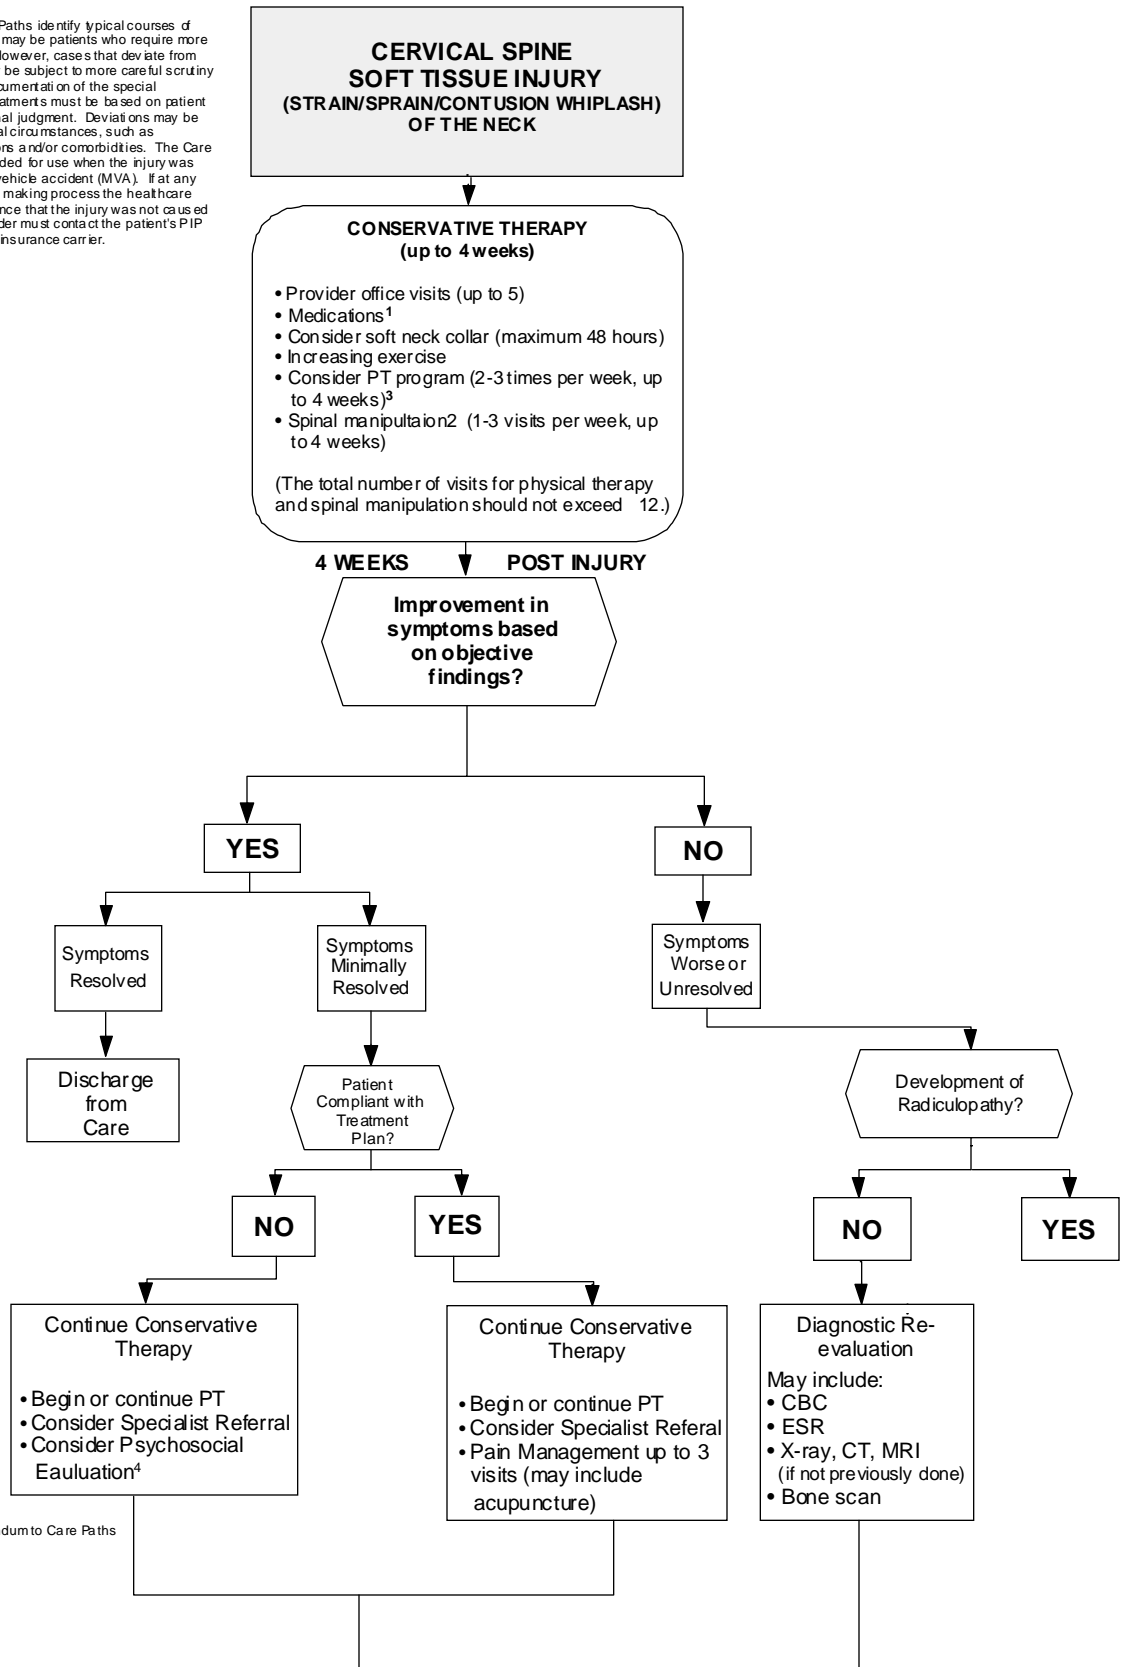 Paths identify typical courses of
may be patients who require more
However, cases that deviate from
be subject to more careful scrutiny
cumentation of the special
atments must be based on patient
nal judgment. Deviations may be
al circumstances, such as
ons and/or comorbidities. The Care
ded for use when the injury was
vehicle accident (MVA). If at any
making process the healthcare
nce that the injury was not caused
der must contact the patient's PIP
insurance carrier.
CERVICAL SPINE
SOFT TISSUE INJURY
(STRAIN/SPRAIN/CONTUSION WHIPLASH)
OF THE NECK
CONSERVATIVE THERAPY
(up to 4 weeks)
• Provider office visits (up to 5)
• Medications¹
• Consider soft neck collar (maximum 48 hours)
• Increasing exercise
• Consider PT program (2-3 times per week, up
to 4 weeks)³
• Spinal manipultaion2 (1-3 visits per week, up
to 4 weeks)
(The total number of visits for physical therapy
and spinal manipulation should not exceed 12.)
4 WEEKS POST INJURY
Improvement in
symptoms based
on objective
findings?
YES
NO
Symptoms
Resolved
Symptoms
Minimally
Resolved
Symptoms
Worse or
Unresolved
Discharge
from
Care
Patient
Compliant with
Treatment
Plan?
Development of
Radiculopathy?
NO
YES
NO
YES
Continue Conservative
Therapy
• Begin or continue PT
• Consider Specialist Referral
• Consider Psychosocial
Eauluation⁴
Continue Conservative
Therapy
• Begin or continue PT
• Consider Specialist Referal
• Pain Management up to 3
visits (may include
acupuncture)
Diagnostic Re-
evaluation
May include:
• CBC
• ESR
• X-ray, CT, MRI
(if not previously done)
• Bone scan
ndum to Care Paths